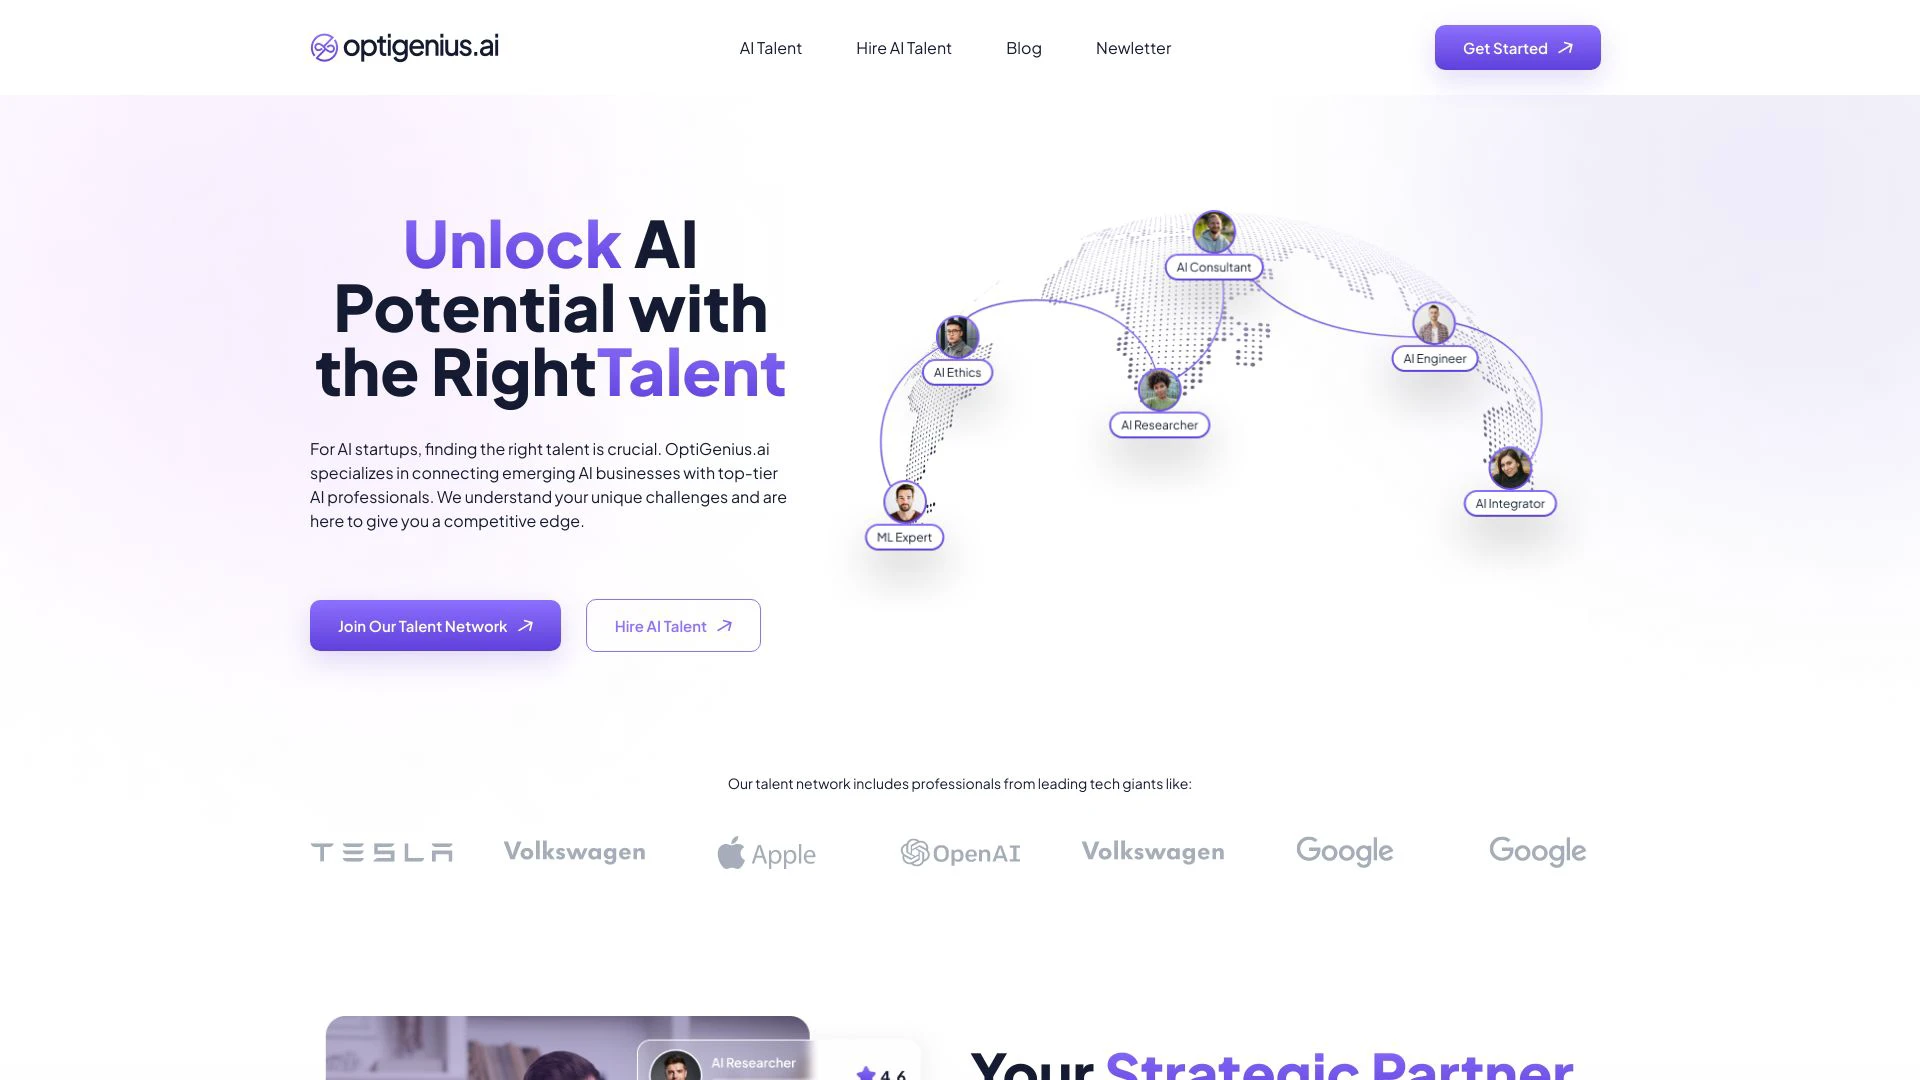 optigenius.ai
AI Talent
Hire AI Talent
Blog
Newletter
Get Started
Unlock AI
Potential with
the RightTalent
For AI startups, finding the right talent is crucial. OptiGenius.ai
specializes in connecting emerging AI businesses with top-tier
AI professionals. We understand your unique challenges and are
here to give you a competitive edge.
Join Our Talent Network
Hire AI Talent
AI Consultant
AI Ethics
AI Engineer
AI Researcher
AI Integrator
ML Expert
Our talent network includes professionals from leading tech giants like:
TESLA
Volkswagen
Apple
OpenAI
Volkswagen
Google
Google
AI Researcher
4.6
Your Strategic Partner